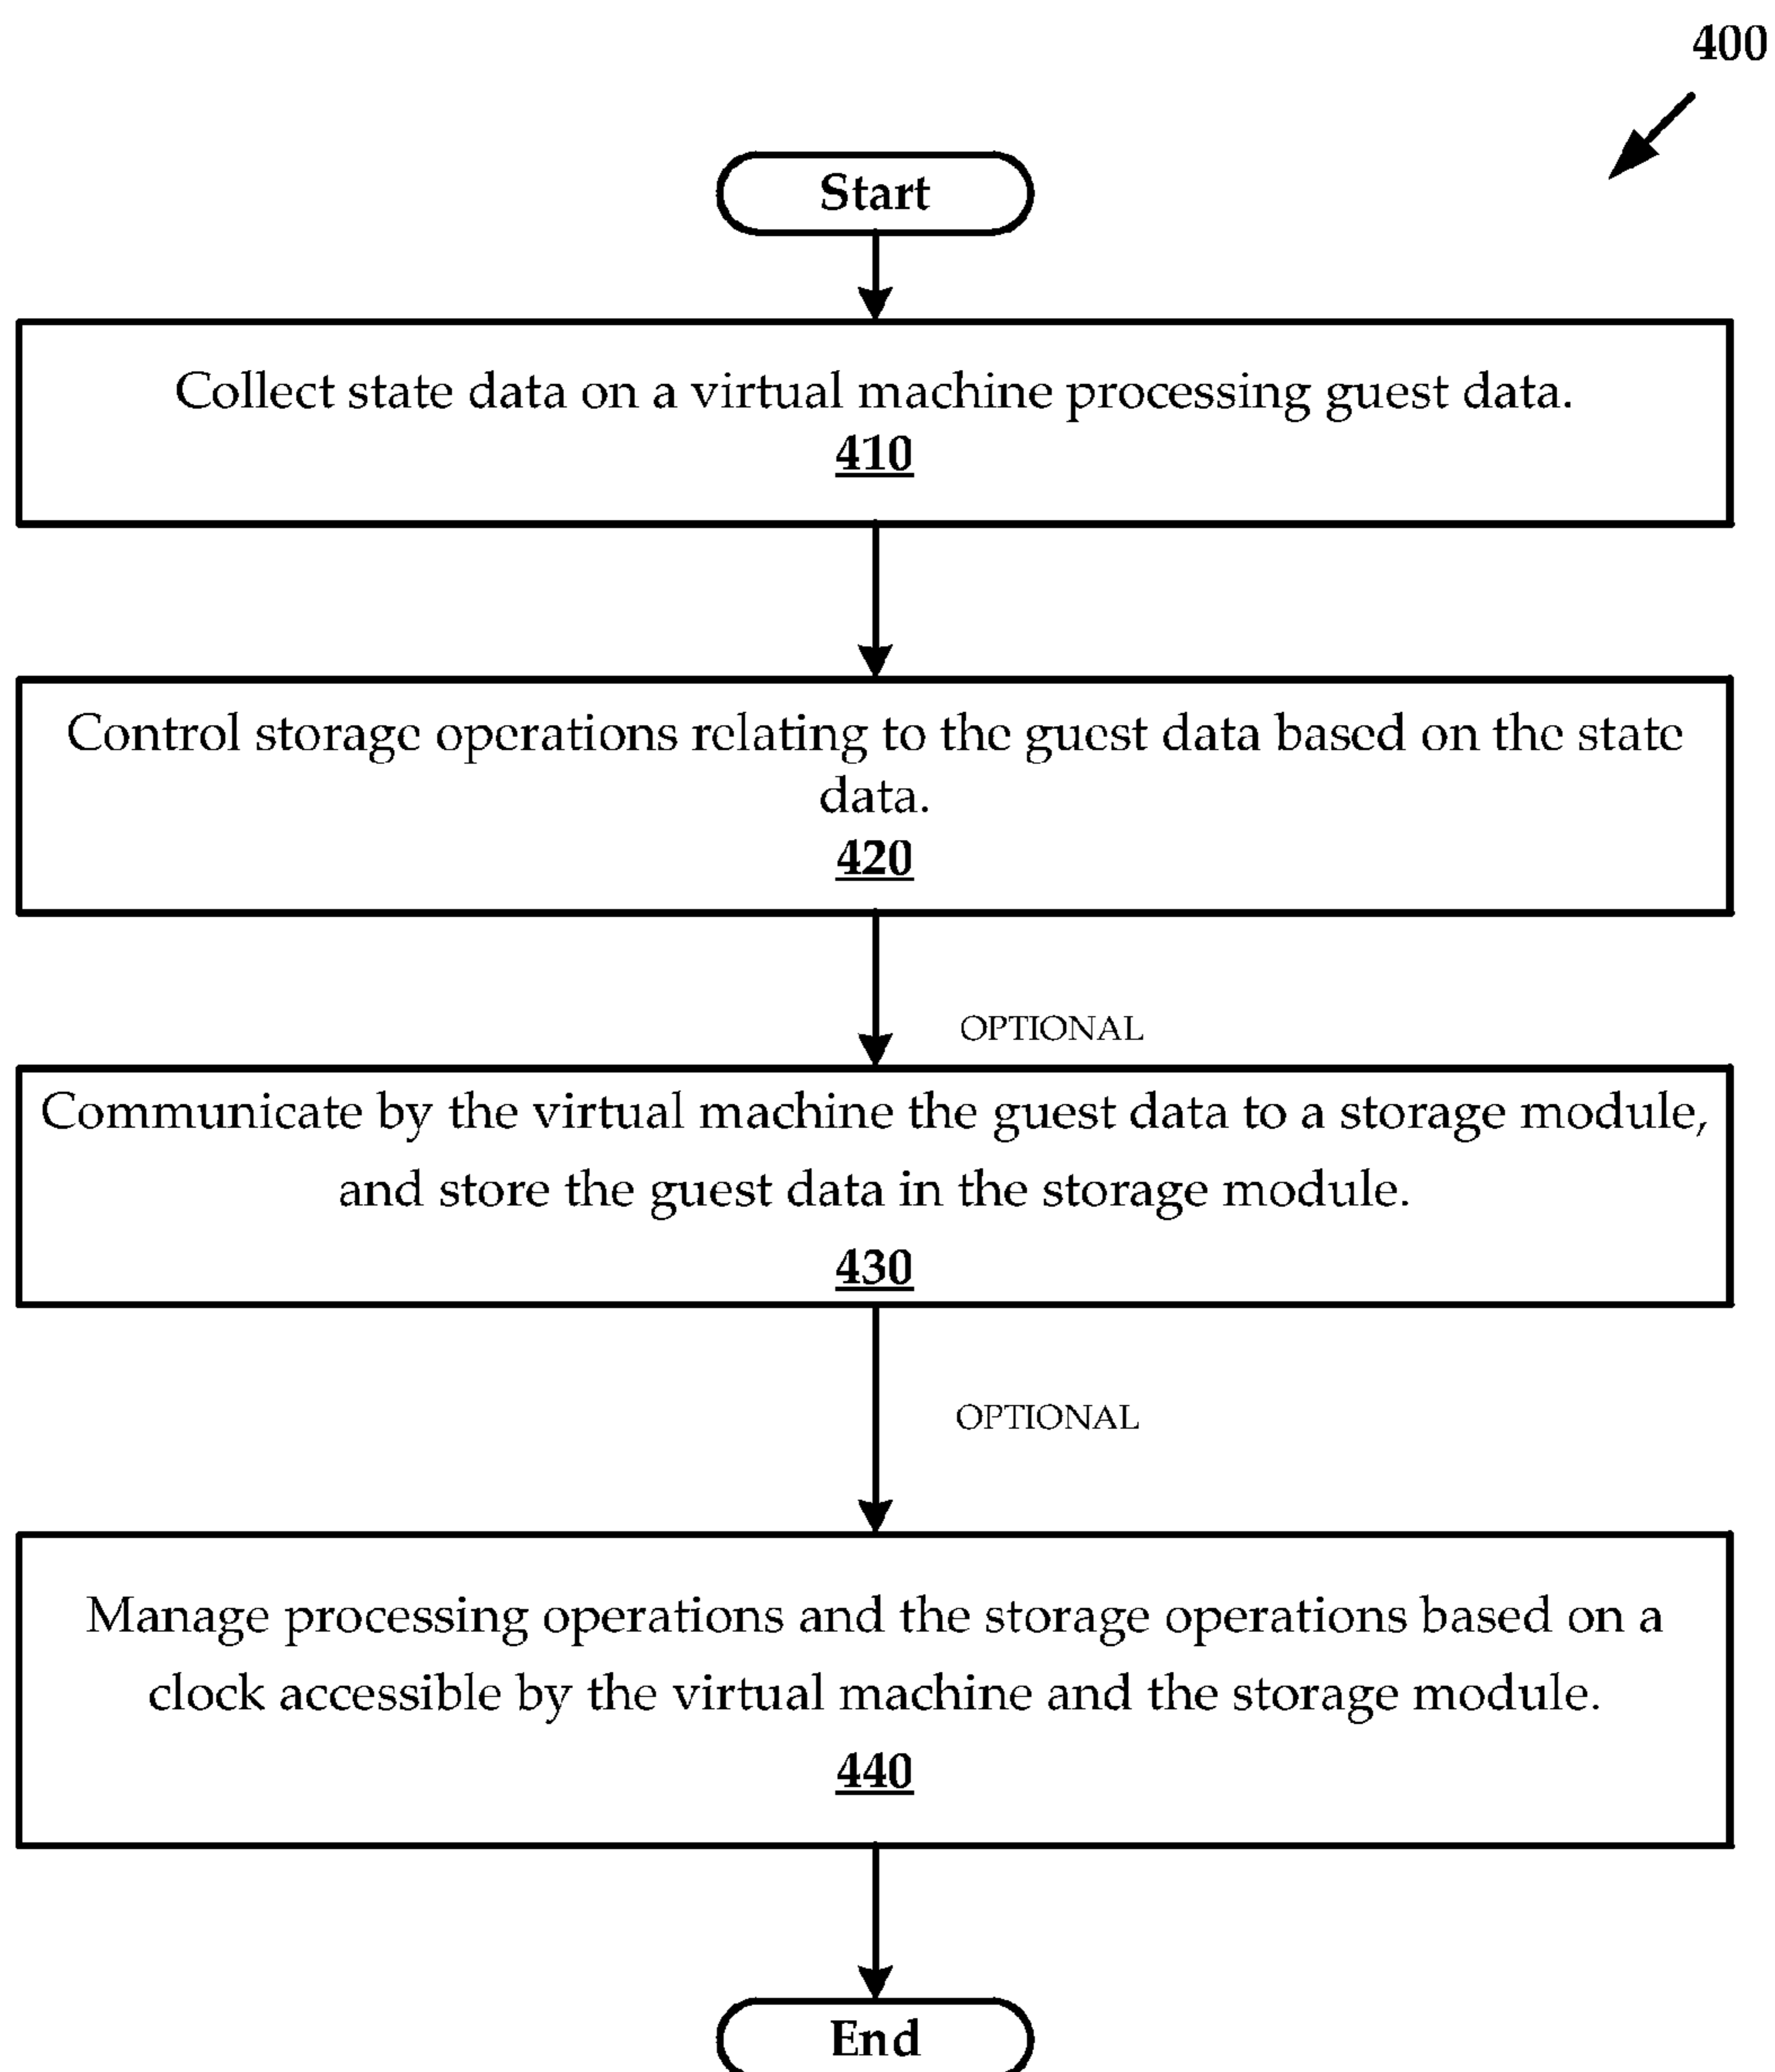 400
Start
Collect state data on a virtual machine processing guest data.
410
Control storage operations relating to the guest data based on the state
data.
420
OPTIONAL
Communicate by the virtual machine the guest data to a storage module,
and store the guest data in the storage module.
430
OPTIONAL
Manage processing operations and the storage operations based on a
clock accessible by the virtual machine and the storage module.
440
End